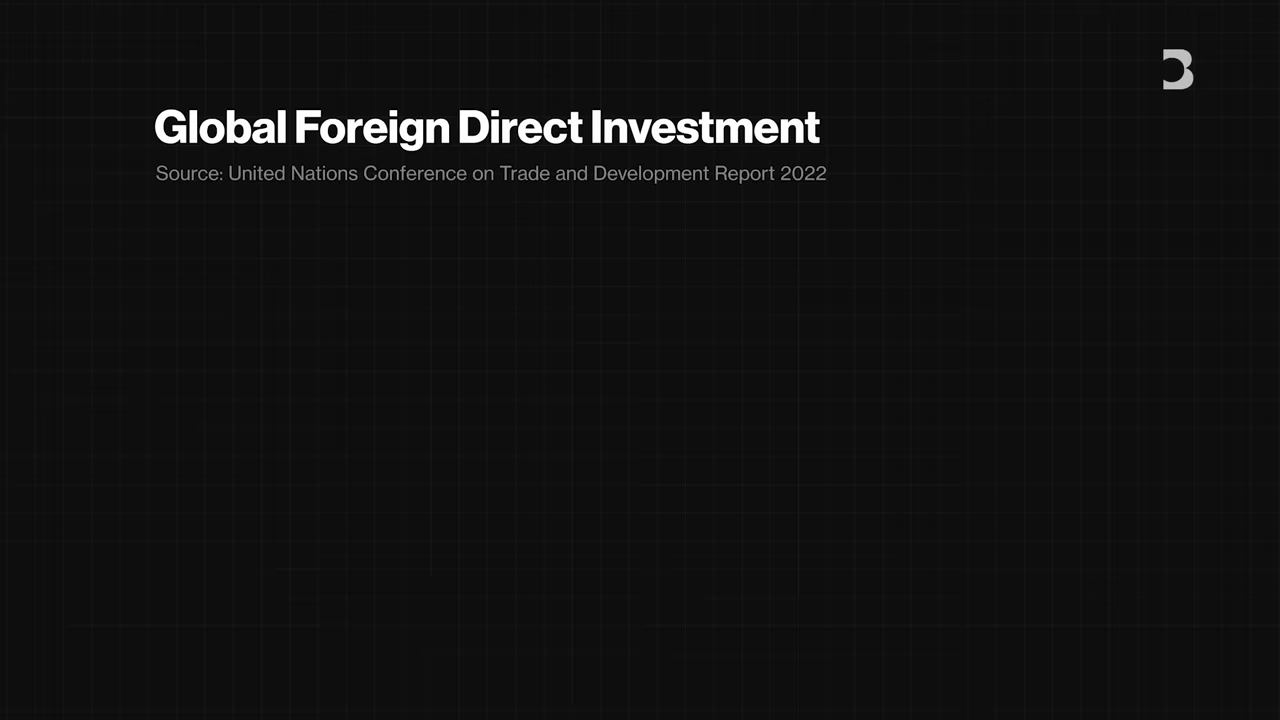 Global Foreign Direct Investment
Source: United Nations Conference on Trade and Development Report 2022